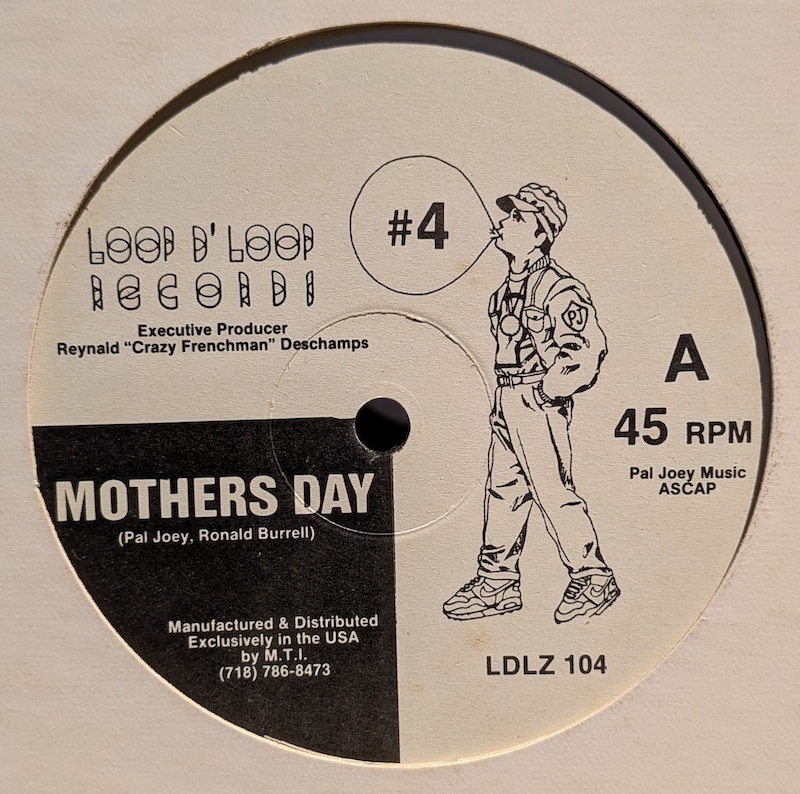 LOOP D' LOOP
RECORDS
Executive Producer
Reynald “Crazy Frenchman” Deschamps
#4
PJ
A
45 RPM
Pal Joey Music
ASCAP
MOTHERS DAY
(Pal Joey, Ronald Burrell)
Manufactured & Distributed
Exclusively in the USA
by M.T.I.
(718) 786-8473
LDLZ 104